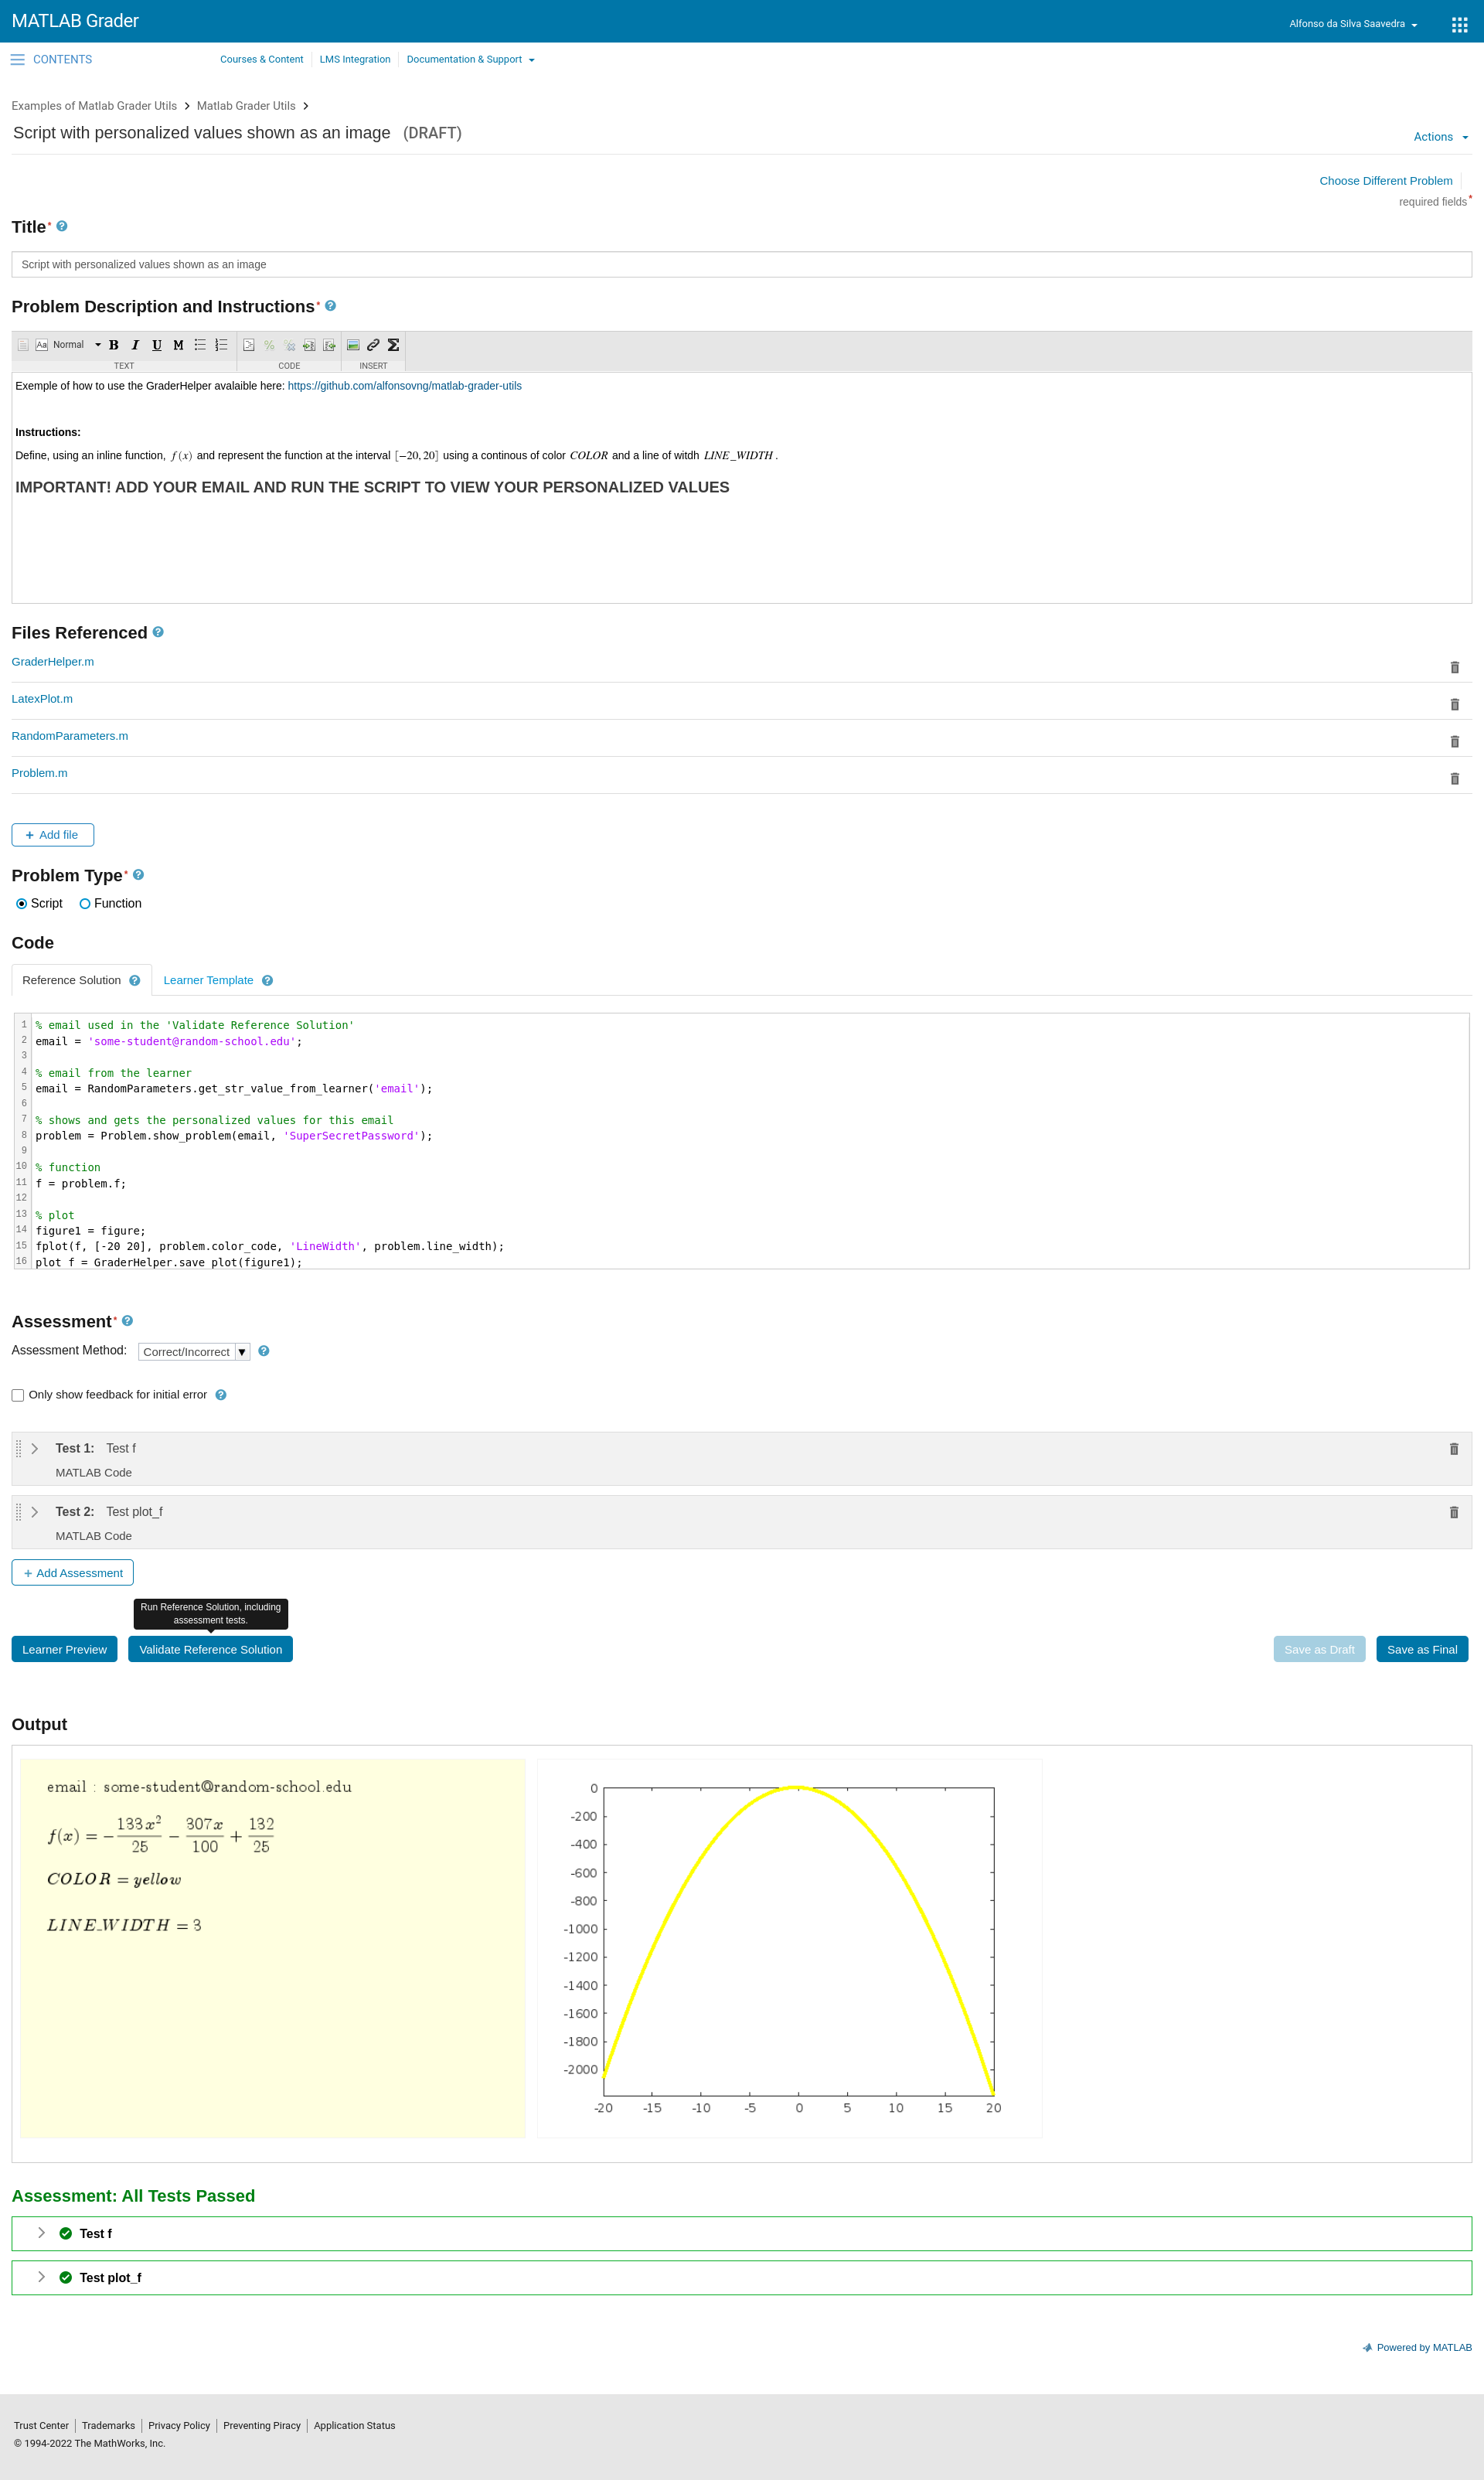 MATLAB Grader
Alfonso da Silva Saavedra
CONTENTS
Courses & Content
LMS Integration
Documentation & Support
Examples of Matlab Grader Utils
Matlab Grader Utils
Script with personalized values shown as an image (DRAFT)
Actions
Choose Different Problem
required fields*
Title*
Script with personalized values shown as an image
Problem Description and Instructions*
Normal
B I U M
TEXT
CODE
INSERT
Exemple of how to use the GraderHelper avalaible here: https://github.com/alfonsovng/matlab-grader-utils
Instructions:
Define, using an inline function, f (x) and represent the function at the interval [−20, 20] using a continous of color COLOR and a line of witdh LINE_WIDTH .
IMPORTANT! ADD YOUR EMAIL AND RUN THE SCRIPT TO VIEW YOUR PERSONALIZED VALUES
Files Referenced
GraderHelper.m
LatexPlot.m
RandomParameters.m
Problem.m
+ Add file
Problem Type*
Script
Function
Code
Reference Solution
Learner Template
1 % email used in the 'Validate Reference Solution'
2 email = 'some-student@random-school.edu';
3
4 % email from the learner
5 email = RandomParameters.get_str_value_from_learner('email');
6
7 % shows and gets the personalized values for this email
8 problem = Problem.show_problem(email, 'SuperSecretPassword');
9
10 % function
11 f = problem.f;
12
13 % plot
14 figure1 = figure;
15 fplot(f, [-20 20], problem.color_code, 'LineWidth', problem.line_width);
16 plot_f = GraderHelper.save_plot(figure1);
Assessment*
Assessment Method: Correct/Incorrect
Only show feedback for initial error
Test 1: Test f
MATLAB Code
Test 2: Test plot_f
MATLAB Code
+ Add Assessment
Run Reference Solution, including
assessment tests.
Learner Preview
Validate Reference Solution
Save as Draft
Save as Final
Output
email : some-student@random-school.edu
f(x) = −133x²/25 − 307x/100 + 132/25
COLOR = yellow
LINE_WIDTH = 3
0
-200
-400
-600
-800
-1000
-1200
-1400
-1600
-1800
-2000
-20 -15 -10 -5 0 5 10 15 20
Assessment: All Tests Passed
Test f
Test plot_f
Powered by MATLAB
Trust Center
Trademarks
Privacy Policy
Preventing Piracy
Application Status
© 1994-2022 The MathWorks, Inc.